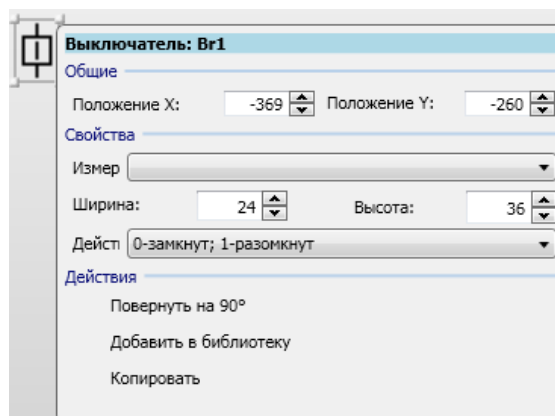 Выключатель: Br1
Общие
Положение X: -369 Положение Y: -260
Свойства
Измер
Ширина: 24 Высота: 36
Действ 0-замкнут; 1-разомкнут
Действия
Повернуть на 90°
Добавить в библиотеку
Копировать